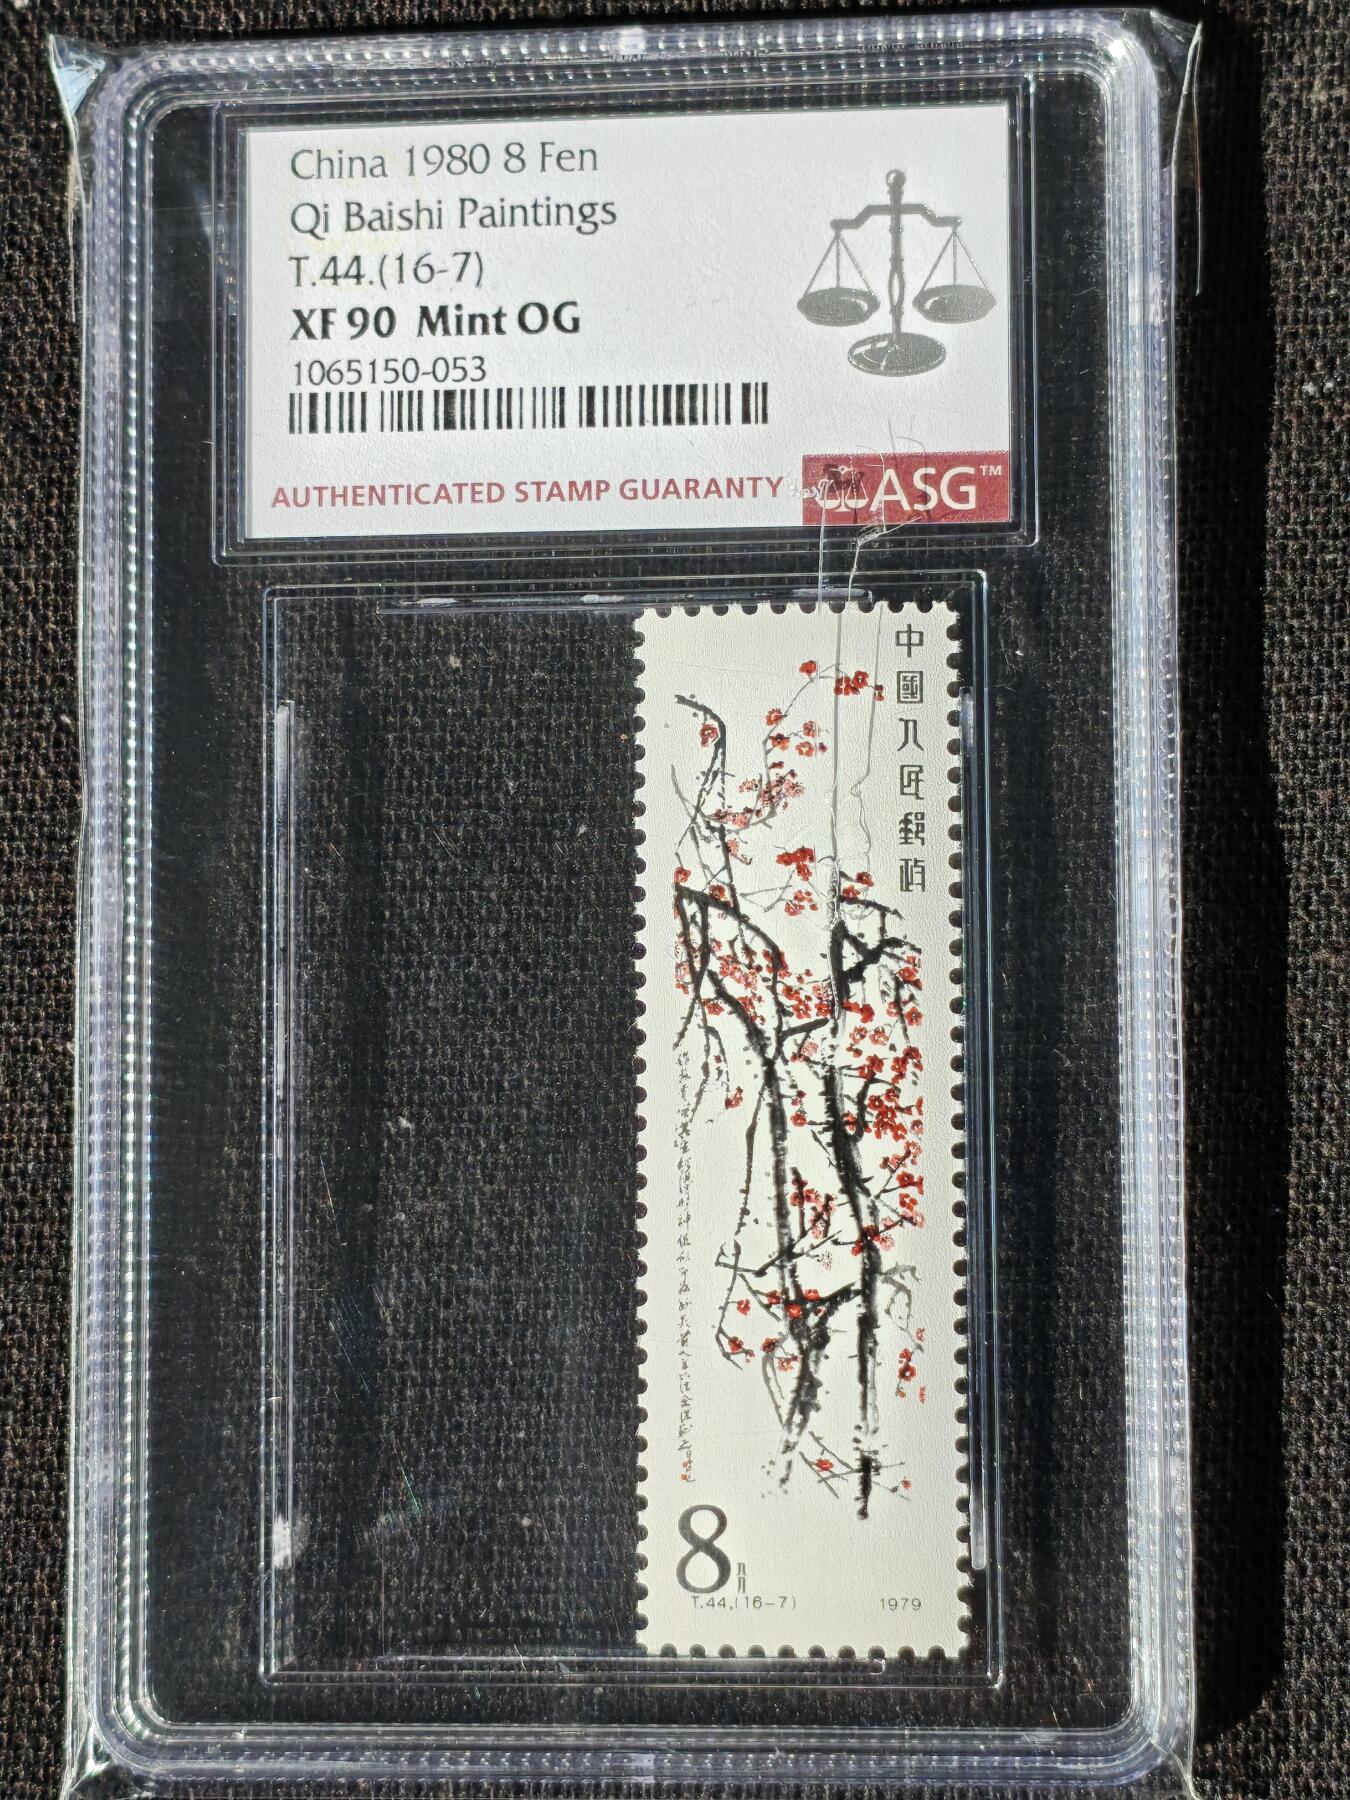 China 1980 8 Fen
Qi Baishi Paintings
T.44.(16-7)
XF 90 Mint OG
1065150-053
AUTHENTICATED STAMP GUARANTY
ASG™
中國人民郵政
8分
T.44.(16-7)
1979